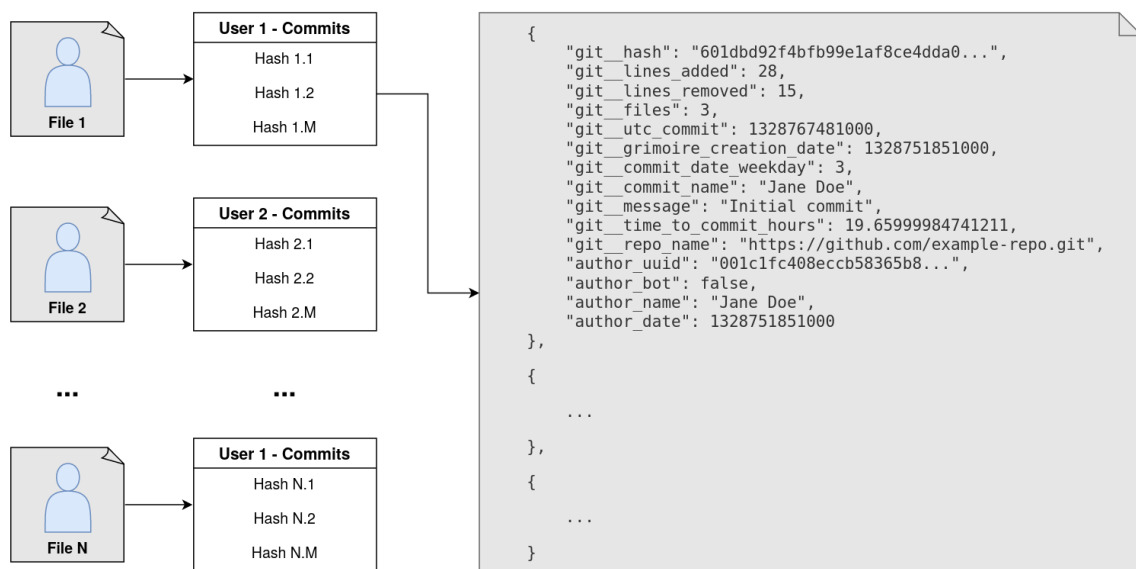 File 1
User 1 - Commits
Hash 1.1
Hash 1.2
Hash 1.M
File 2
User 2 - Commits
Hash 2.1
Hash 2.2
Hash 2.M
...
...
File N
User 1 - Commits
Hash N.1
Hash N.2
Hash N.M
{
"git__hash": "601dbd92f4bfb99e1af8ce4dda0...",
"git__lines_added": 28,
"git__lines_removed": 15,
"git__files": 3,
"git__utc_commit": 1328767481000,
"git__grimoire_creation_date": 1328751851000,
"git__commit_date_weekday": 3,
"git__commit_name": "Jane Doe",
"git__message": "Initial commit",
"git__time_to_commit_hours": 19.65999984741211,
"git__repo_name": "https://github.com/example-repo.git",
"author_uuid": "001c1fc408eccb58365b8...",
"author_bot": false,
"author_name": "Jane Doe",
"author_date": 1328751851000
},
{
...
},
{
...
}